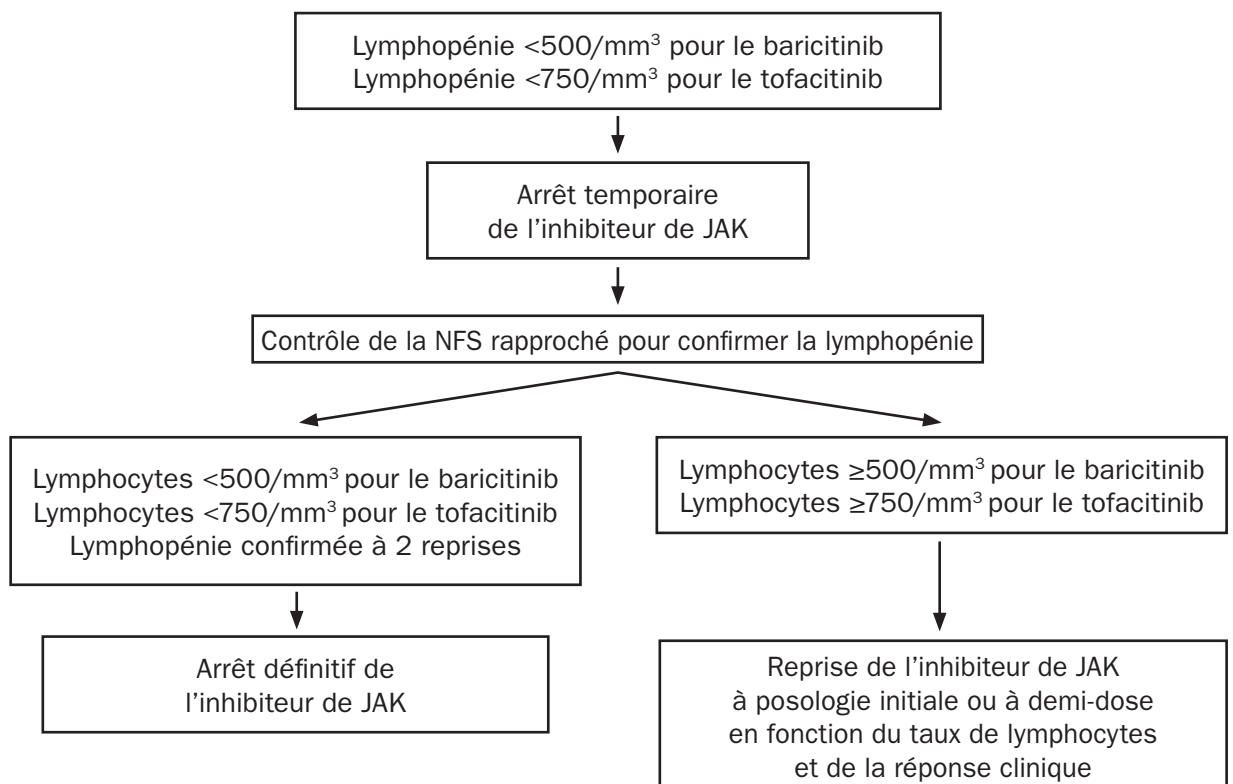 Lymphopénie <500/mm³ pour le baricitinib
Lymphopénie <750/mm³ pour le tofacitinib
Arrêt temporaire
de l’inhibiteur de JAK
Contrôle de la NFS rapproché pour confirmer la lymphopénie
Lymphocytes <500/mm³ pour le baricitinib
Lymphocytes <750/mm³ pour le tofacitinib
Lymphopénie confirmée à 2 reprises
Lymphocytes ≥500/mm³ pour le baricitinib
Lymphocytes ≥750/mm³ pour le tofacitinib
Arrêt définitif de
l’inhibiteur de JAK
Reprise de l’inhibiteur de JAK
à posologie initiale ou à demi-dose
en fonction du taux de lymphocytes
et de la réponse clinique